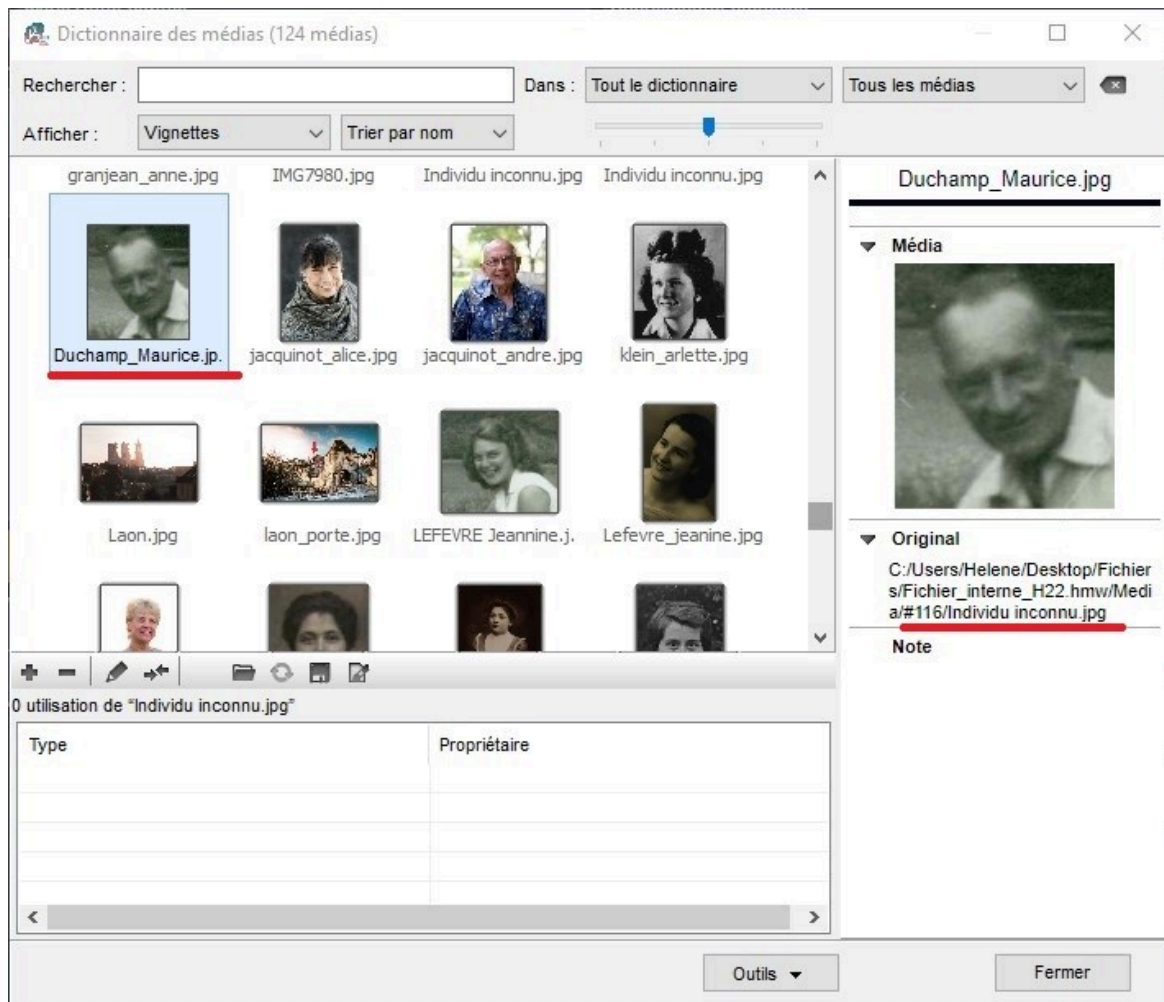 Dictionnaire des médias (124 médias)
Rechercher :
Dans :
Tout le dictionnaire
Tous les médias
Afficher :
Vignettes
Trier par nom
granjean_anne.jpg
IMG7980.jpg
Individu inconnu.jpg
Individu inconnu.jpg
Duchamp_Maurice.jp.
jacquinot_alice.jpg
jacquinot_andre.jpg
klein_arlette.jpg
Laon.jpg
laon_porte.jpg
LEFEVRE Jeannine.j.
Lefevre_jeanine.jpg
0 utilisation de “Individu inconnu.jpg”
Type
Propriétaire
Duchamp_Maurice.jpg
Média
Original
C:/Users/Helene/Desktop/Fichier
s/Fichier_interne_H22.hmw/Medi
a/#116/Individu inconnu.jpg
Note
Outils
Fermer